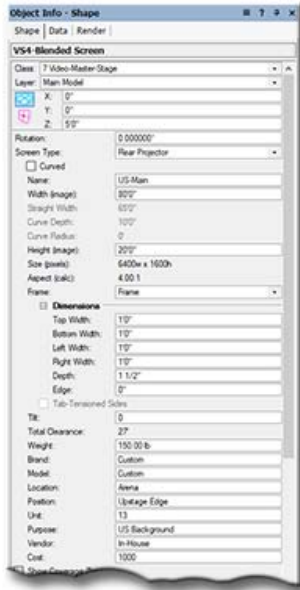 Object Info - Shape
Shape Data Render
VS4-Blended Screen
Class: 7 Video-Master-Stage
Layer: Main Model
X: 0"
Y: 0"
Z: 5'0"
Rotation: 0.000000°
Screen Type: Rear Projector
Curved
Name: US-Main
Width (image): 80'0"
Straight Width: 65'0"
Curve Depth: 10'0"
Curve Radius: 0'
Height (image): 20'0"
Size (pixels): 6400w x 1600h
Aspect (calc): 4.00:1
Frame: Frame
Dimensions
Top Width: 1'0"
Bottom Width: 1'0"
Left Width: 1'0"
Right Width: 1'0"
Depth: 1 1/2"
Edge: 0"
Tab-Tensioned Sides
Tilt: 0
Total Clearance: 27'
Weight: 150.00 lb
Brand: Custom
Model: Custom
Location: Arena
Position: Upstage Edge
Unit: 13
Purpose: US Background
Vendor: In-House
Cost: 1000
Show Coverage